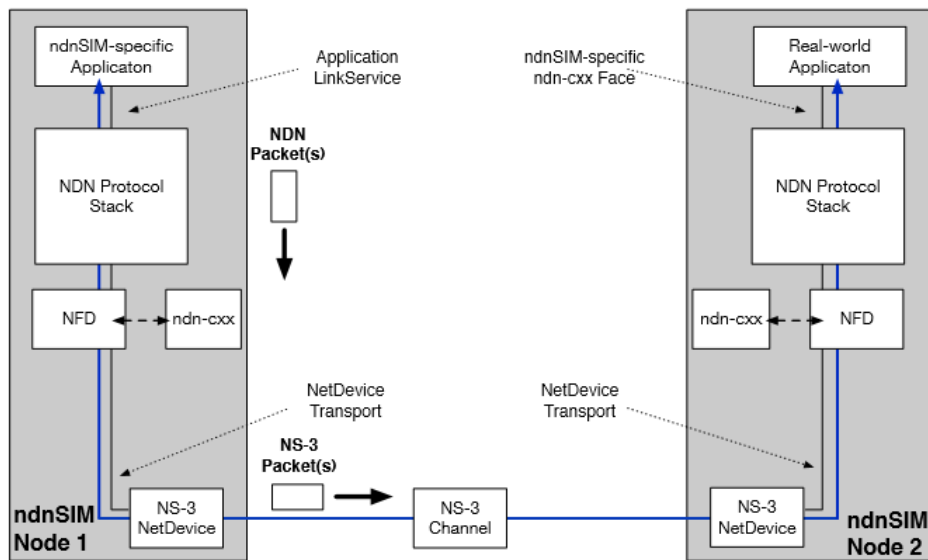 ndnSIM-specific
Applicaton
Application
LinkService
ndnSIM-specific
ndn-cxx Face
Real-world
Applicaton
NDN
Packet(s)
NDN Protocol
Stack
NDN Protocol
Stack
NFD
ndn-cxx
ndn-cxx
NFD
NetDevice
Transport
NetDevice
Transport
NS-3
Packet(s)
ndnSIM
Node 1
NS-3
NetDevice
NS-3
Channel
NS-3
NetDevice
ndnSIM
Node 2